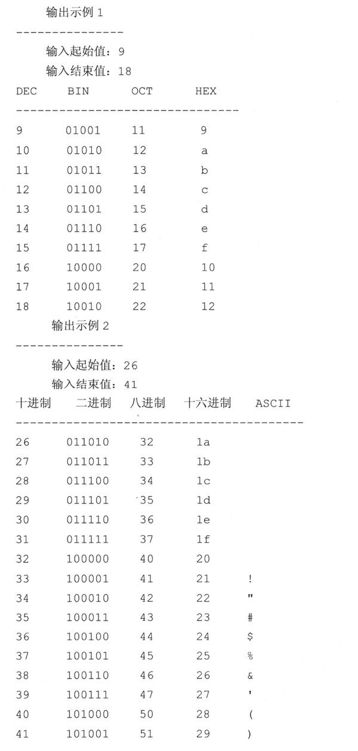 输出示例 1
---------------
输入起始值：9
输入结束值：18
DEC BIN OCT HEX
-------------------------------
9 01001 11 9
10 01010 12 a
11 01011 13 b
12 01100 14 c
13 01101 15 d
14 01110 16 e
15 01111 17 f
16 10000 20 10
17 10001 21 11
18 10010 22 12
输出示例 2
---------------
输入起始值：26
输入结束值：41
十进制 二进制 八进制 十六进制 ASCII
----------------------------------------
26 011010 32 1a
27 011011 33 1b
28 011100 34 1c
29 011101 35 1d
30 011110 36 1e
31 011111 37 1f
32 100000 40 20
33 100001 41 21 !
34 100010 42 22 "
35 100011 43 23 #
36 100100 44 24 $
37 100101 45 25 %
38 100110 46 26 &
39 100111 47 27 '
40 101000 50 28 (
41 101001 51 29 )